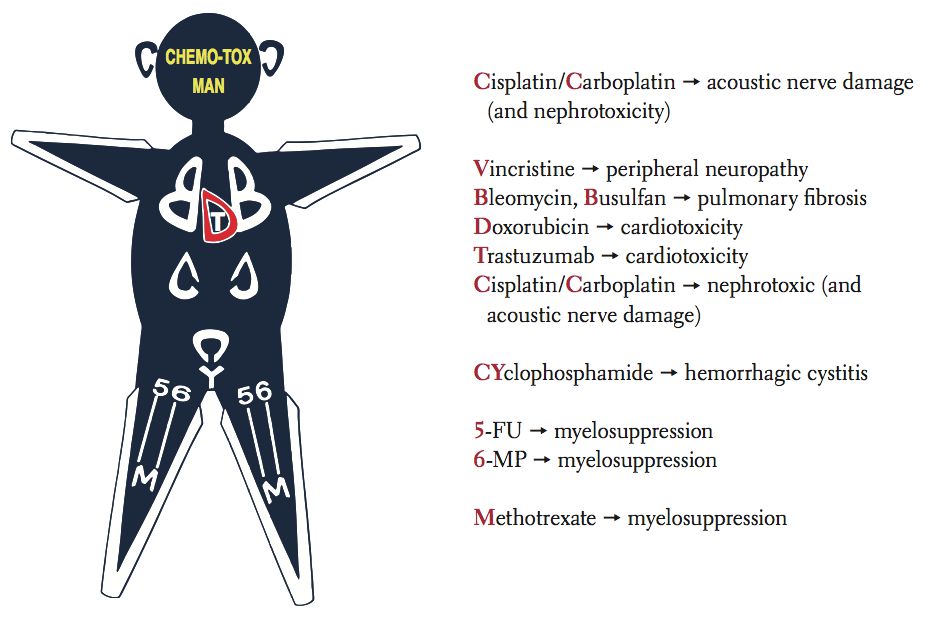 CHEMO-TOX
MAN
C C
B B
D
T
C C
CY
56 56
M M
Cisplatin/Carboplatin → acoustic nerve damage
(and nephrotoxicity)
Vincristine → peripheral neuropathy
Bleomycin, Busulfan → pulmonary fibrosis
Doxorubicin → cardiotoxicity
Trastuzumab → cardiotoxicity
Cisplatin/Carboplatin → nephrotoxic (and
acoustic nerve damage)
CYclophosphamide → hemorrhagic cystitis
5-FU → myelosuppression
6-MP → myelosuppression
Methotrexate → myelosuppression